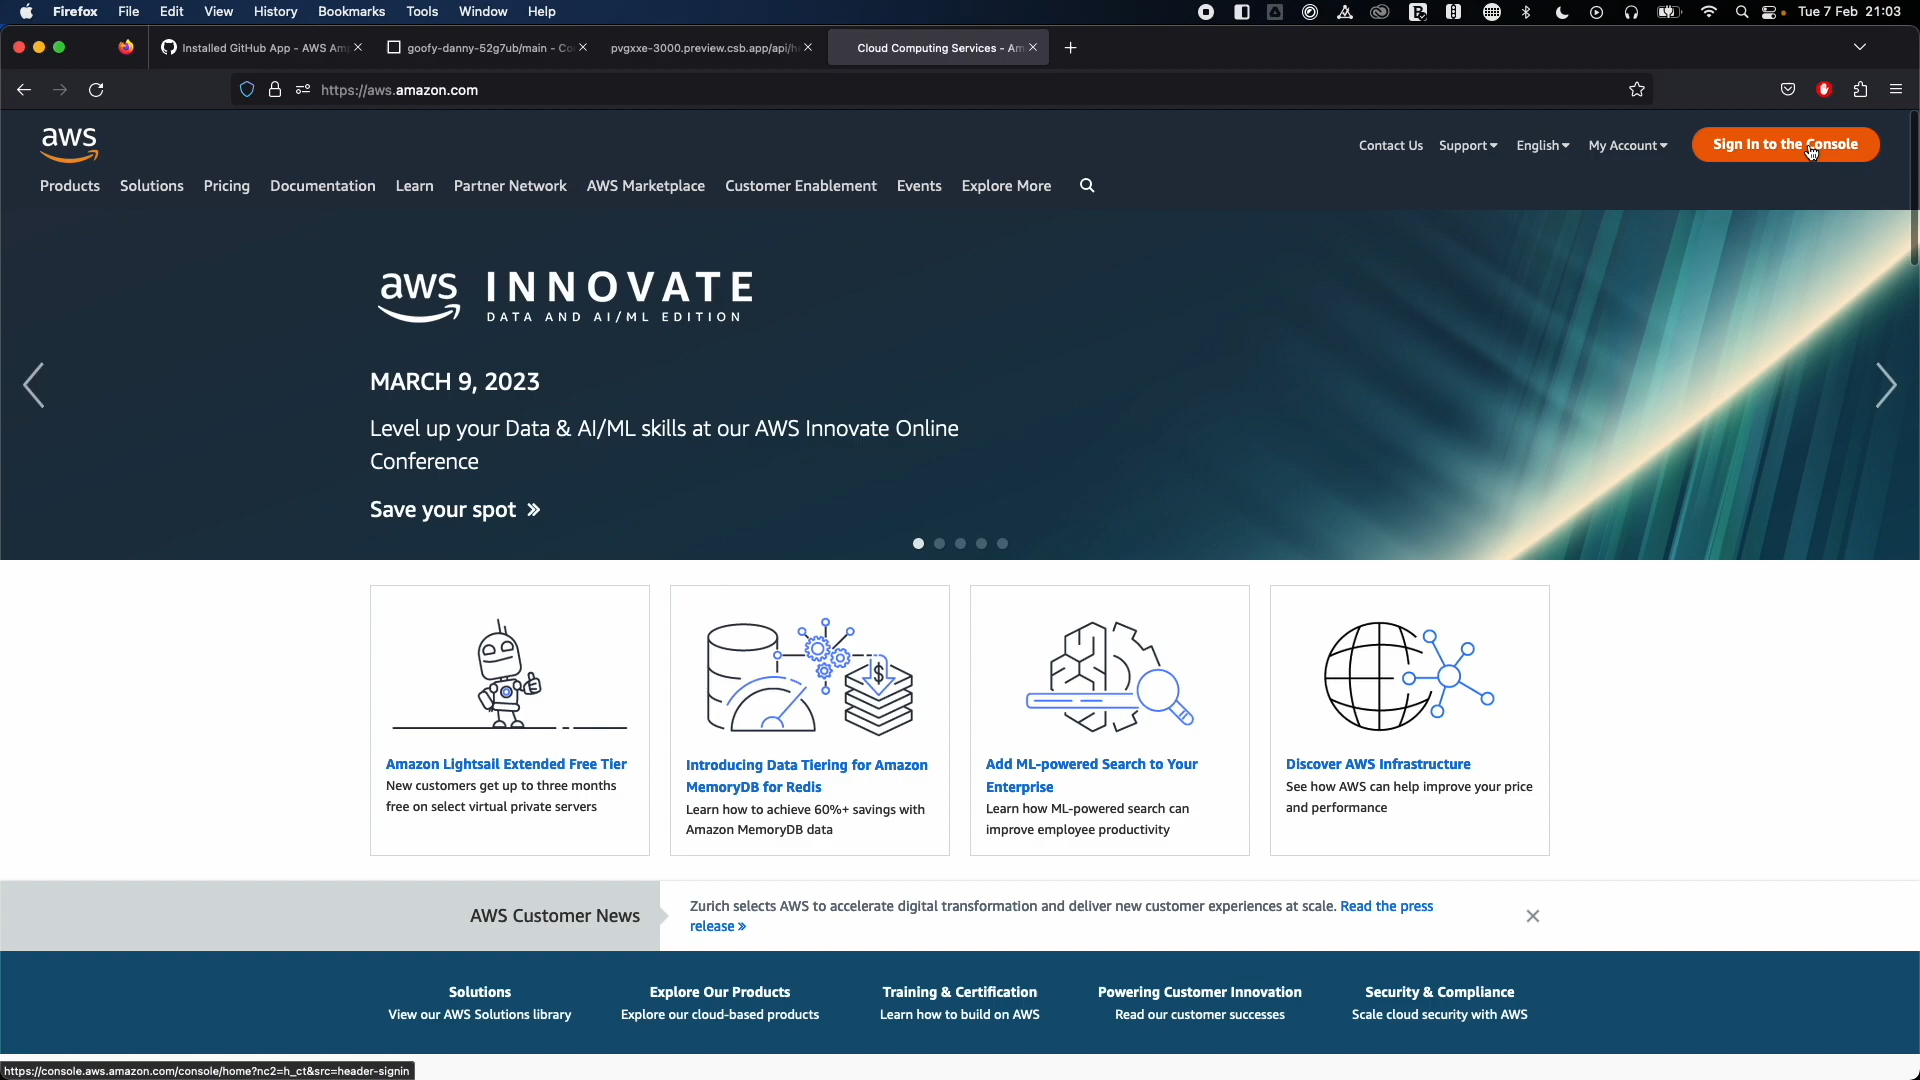 Firefox File Edit View History Bookmarks Tools Window Help Tue 7 Feb 21:03
Installed GitHub App - AWS Am goofy-danny-52g7ub/main - Co pvgxxe-3000.preview.csb.app/api/h Cloud Computing Services - Am
https://aws.amazon.com
aws
Contact Us Support English My Account Sign In to the Console
Products Solutions Pricing Documentation Learn Partner Network AWS Marketplace Customer Enablement Events Explore More
aws INNOVATE
DATA AND AI/ML EDITION
MARCH 9, 2023
Level up your Data & AI/ML skills at our AWS Innovate Online
Conference
Save your spot »
Amazon Lightsail Extended Free Tier
New customers get up to three months
free on select virtual private servers
Introducing Data Tiering for Amazon
MemoryDB for Redis
Learn how to achieve 60%+ savings with
Amazon MemoryDB data
Add ML-powered Search to Your
Enterprise
Learn how ML-powered search can
improve employee productivity
Discover AWS Infrastructure
See how AWS can help improve your price
and performance
AWS Customer News
Zurich selects AWS to accelerate digital transformation and deliver new customer experiences at scale. Read the press
release »
Solutions
View our AWS Solutions library
Explore Our Products
Explore our cloud-based products
Training & Certification
Learn how to build on AWS
Powering Customer Innovation
Read our customer successes
Security & Compliance
Scale cloud security with AWS
https://console.aws.amazon.com/console/home?nc2=h_ct&src=header-signin